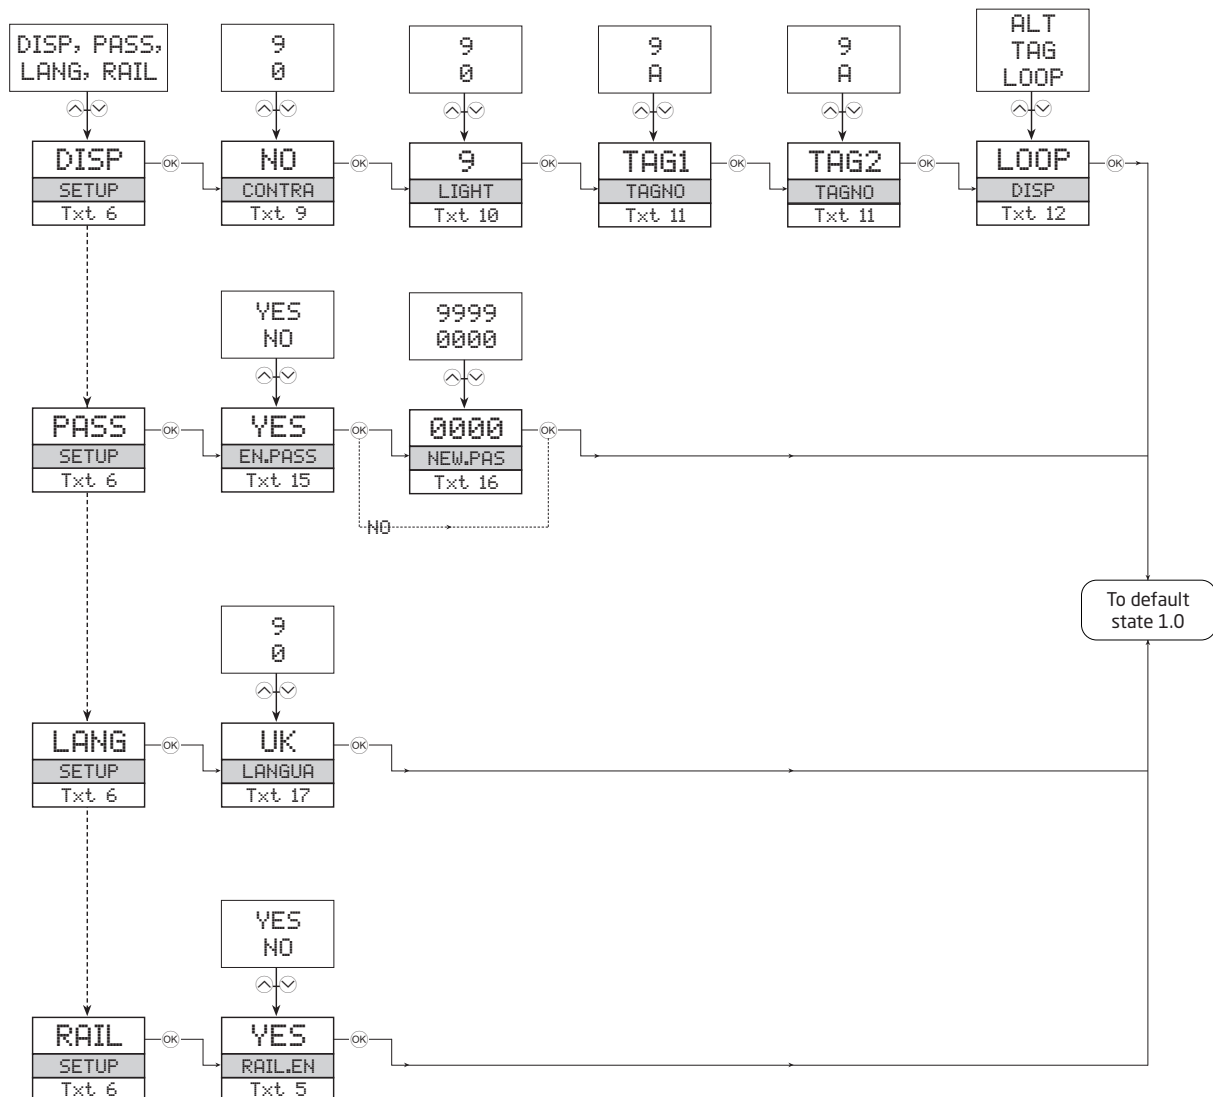 DISP, PASS,
LANG, RAIL
9
0
9
0
9
A
9
A
ALT
TAG
LOOP
DISP
SETUP
Txt 6
OK
NO
CONTRA
Txt 9
OK
9
LIGHT
Txt 10
OK
TAG1
TAGNO
Txt 11
OK
TAG2
TAGNO
Txt 11
OK
LOOP
DISP
Txt 12
OK
YES
NO
9999
0000
PASS
SETUP
Txt 6
OK
YES
EN.PASS
Txt 15
OK
0000
NEW.PAS
Txt 16
OK
NO
To default
state 1.0
9
0
LANG
SETUP
Txt 6
OK
UK
LANGUA
Txt 17
OK
YES
NO
RAIL
SETUP
Txt 6
OK
YES
RAIL.EN
Txt 5
OK